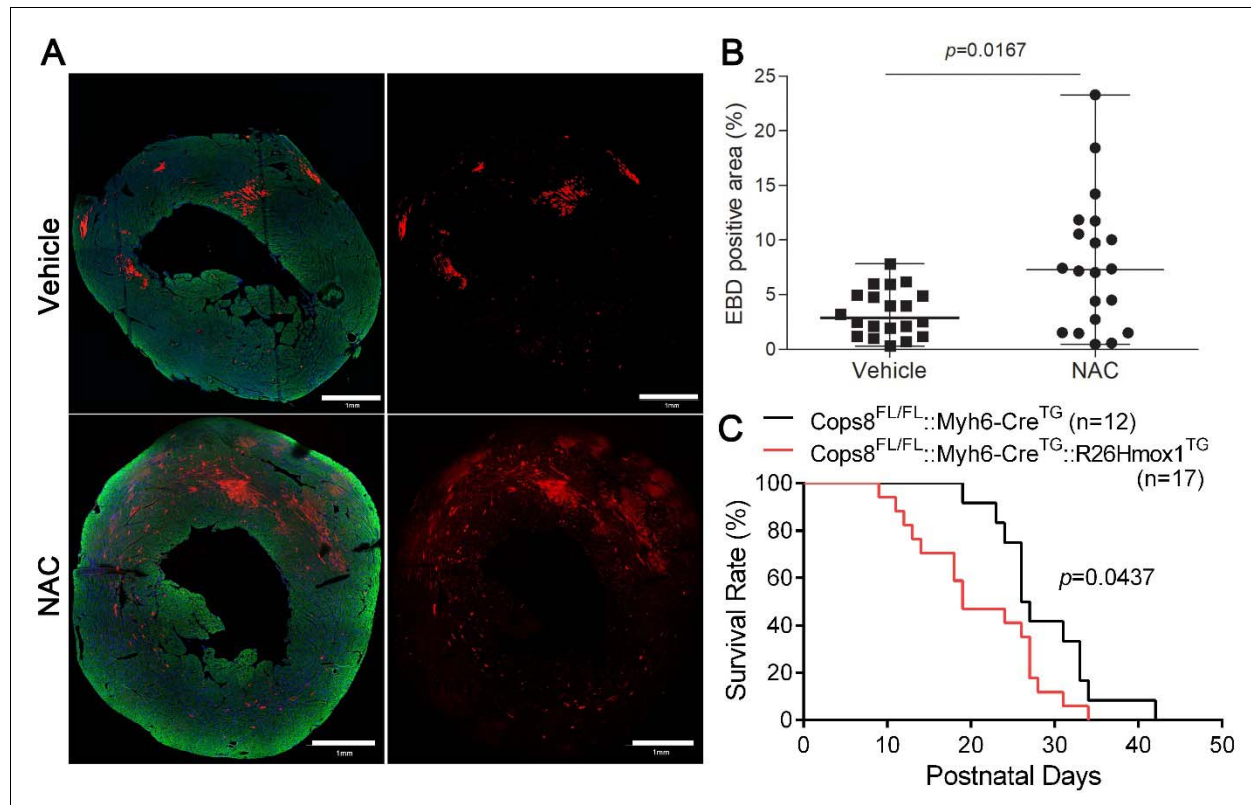 A
Vehicle
1mm
1mm
NAC
1mm
1mm
B
p=0.0167
EBD positive area (%)
25
20
15
10
5
0
Vehicle
NAC
C
Cops8FL/FL::Myh6-CreTG (n=12)
Cops8FL/FL::Myh6-CreTG::R26Hmox1TG
(n=17)
Survival Rate (%)
100
80
60
40
20
0
p=0.0437
0 10 20 30 40 50
Postnatal Days